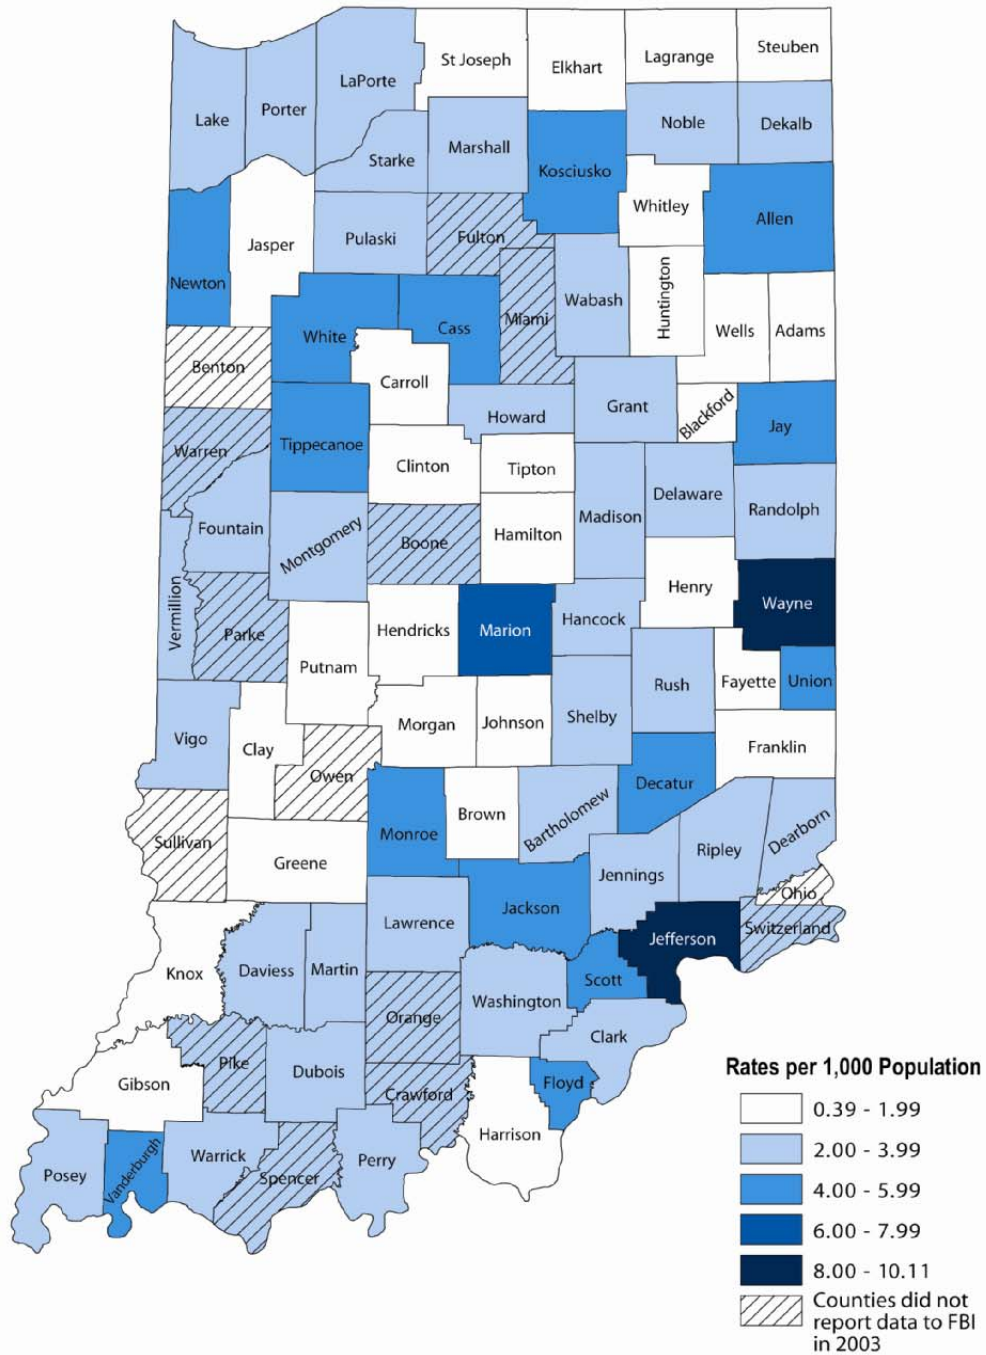 St Joseph
Elkhart
Lagrange
Steuben
LaPorte
Lake
Porter
Noble
Dekalb
Starke
Marshall
Kosciusko
Whitley
Allen
Jasper
Pulaski
Fulton
Newton
Wabash
Huntington
Wells
Adams
White
Cass
Miami
Benton
Carroll
Howard
Grant
Blackford
Jay
Warren
Tippecanoe
Clinton
Tipton
Delaware
Randolph
Fountain
Montgomery
Boone
Hamilton
Madison
Henry
Wayne
Vermillion
Parke
Putnam
Hendricks
Marion
Hancock
Rush
Fayette
Union
Vigo
Clay
Owen
Morgan
Johnson
Shelby
Franklin
Decatur
Sullivan
Greene
Monroe
Brown
Bartholomew
Ripley
Dearborn
Jennings
Ohio
Switzerland
Lawrence
Jackson
Jefferson
Knox
Daviess
Martin
Scott
Washington
Orange
Clark
Gibson
Pike
Dubois
Crawford
Floyd
Harrison
Posey
Vanderburgh
Warrick
Spencer
Perry
Rates per 1,000 Population
0.39 - 1.99
2.00 - 3.99
4.00 - 5.99
6.00 - 7.99
8.00 - 10.11
Counties did not
report data to FBI
in 2003